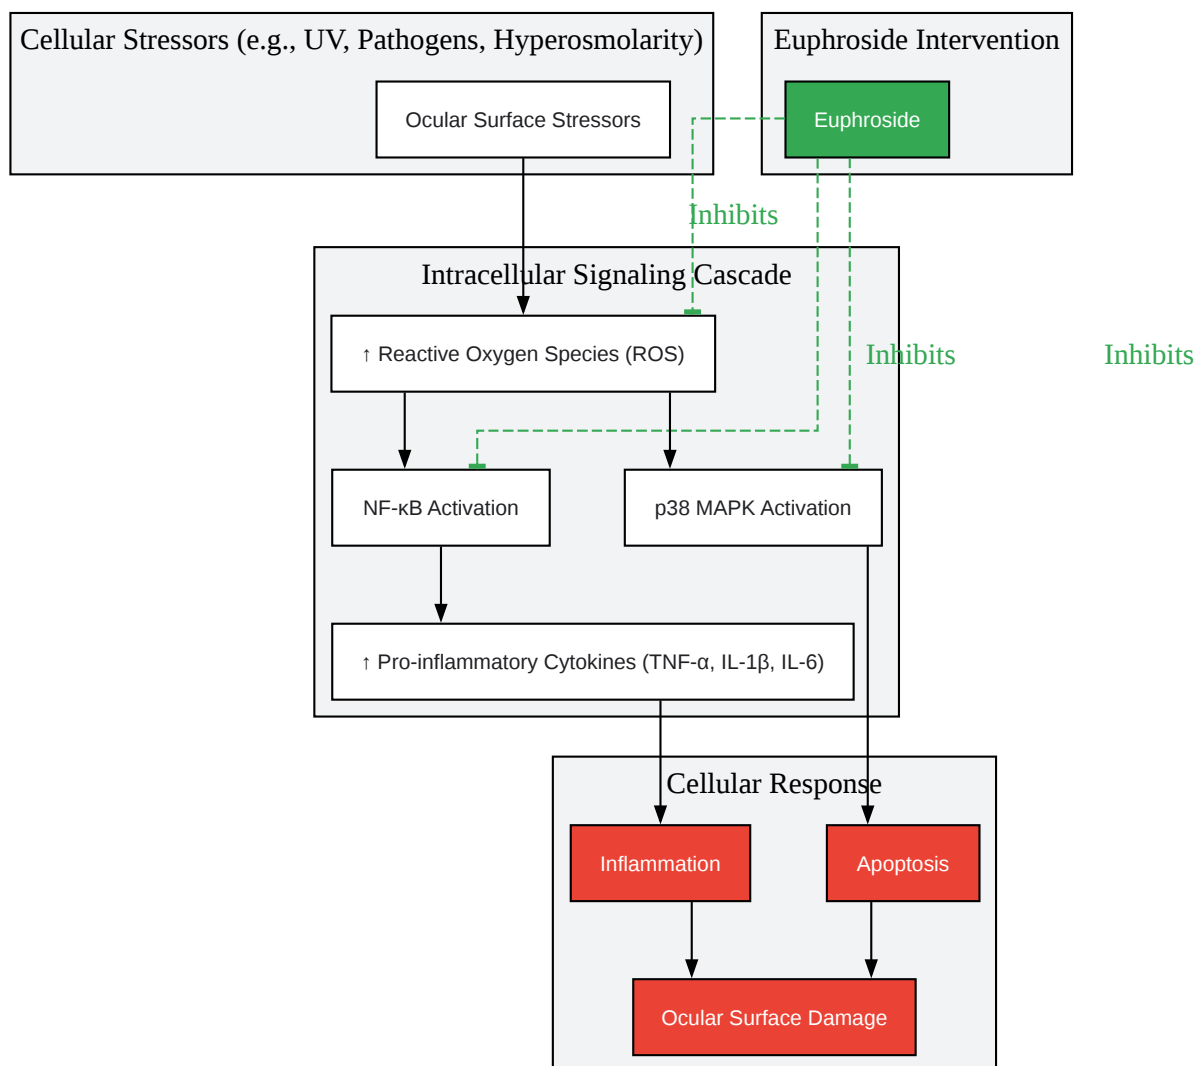 Cellular Stressors (e.g., UV, Pathogens, Hyperosmolarity)
Euphroside Intervention
Ocular Surface Stressors
Euphroside
Inhibits
Intracellular Signaling Cascade
↑ Reactive Oxygen Species (ROS)
Inhibits
Inhibits
NF-κB Activation
p38 MAPK Activation
↑ Pro-inflammatory Cytokines (TNF-α, IL-1β, IL-6)
Cellular Response
Inflammation
Apoptosis
Ocular Surface Damage